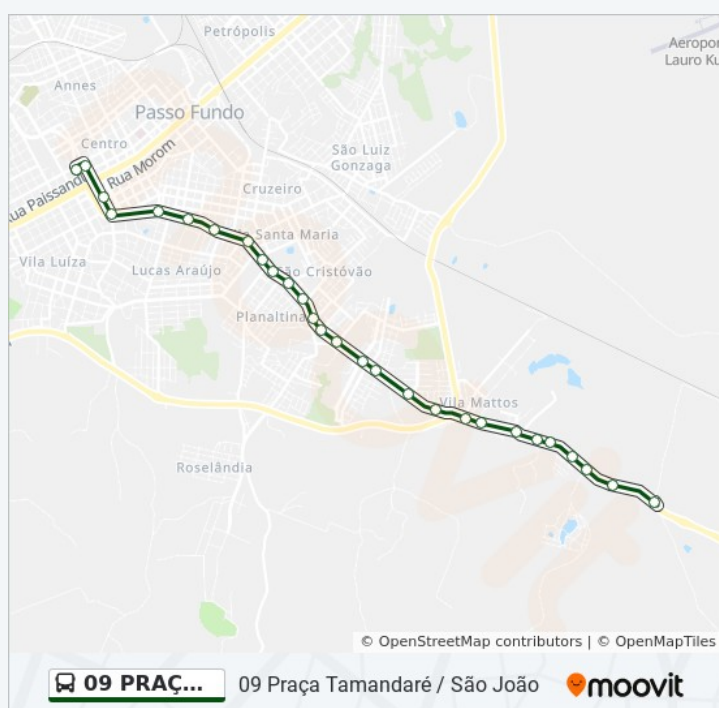 Petrópolis
Aeropor
Lauro Ku
Annes
Passo Fundo
Centro
São Luiz
Gonzaga
Rua Morom
Rua Paissandu
Cruzeiro
Santa Maria
Vila Luíza
Lucas Araújo
São Cristóvão
Planaltina
Vila Mattos
Roselândia
© OpenStreetMap contributors | © OpenMapTiles
09 PRAÇ...
09 Praça Tamandaré / São João
moovit